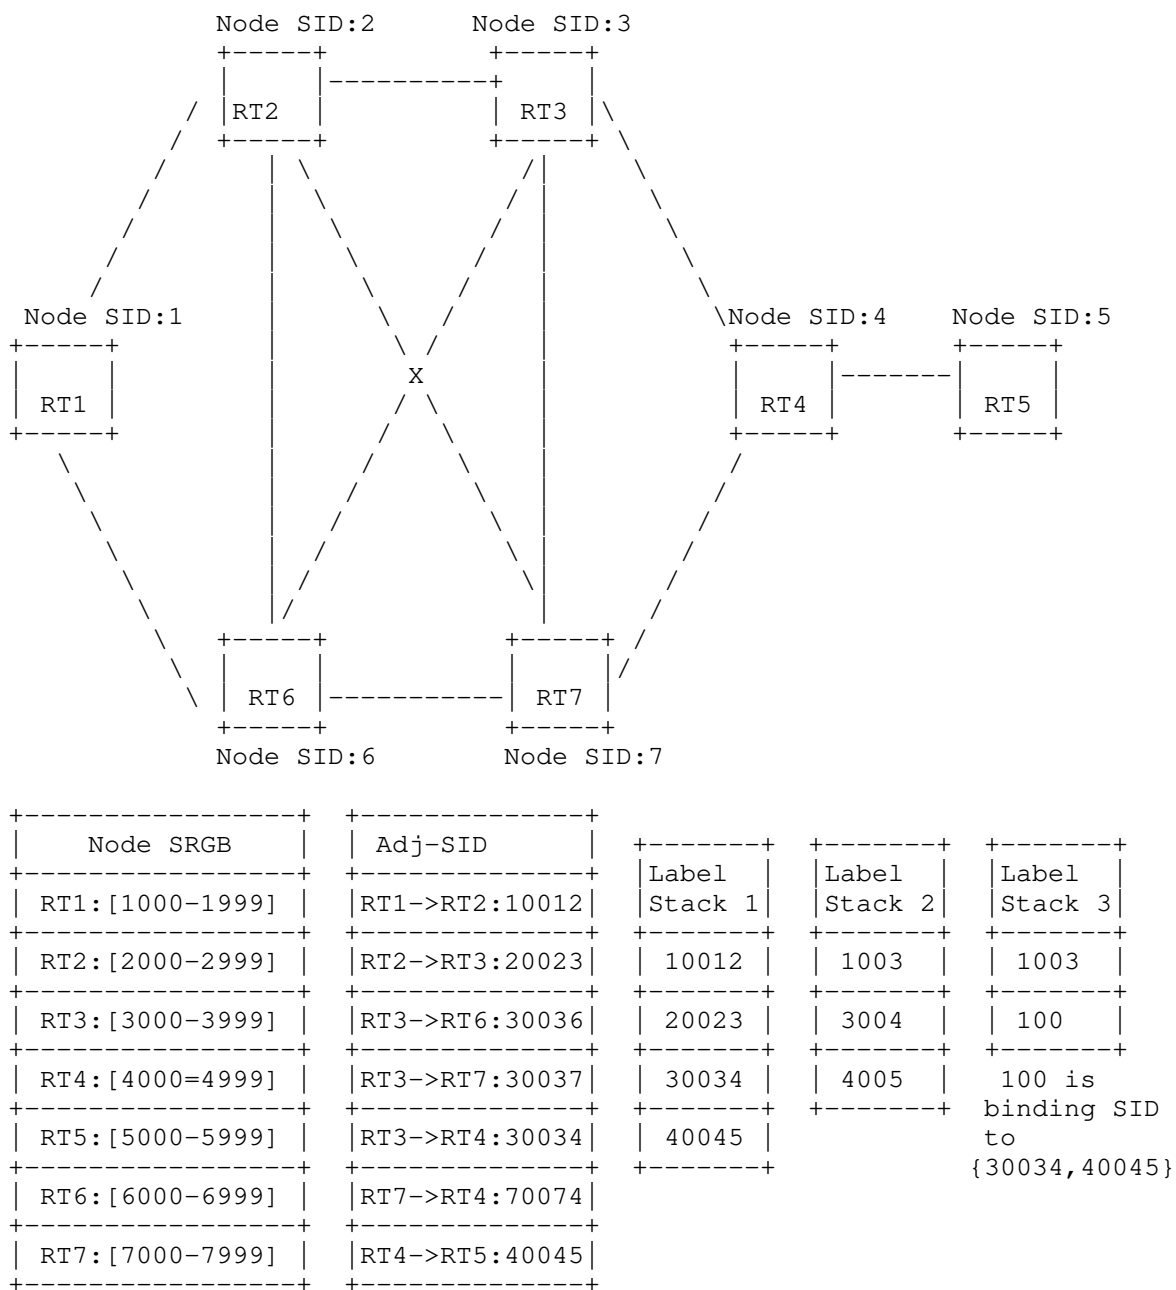 Node SID:2 Node SID:3
RT2 RT3
Node SID:1 Node SID:4 Node SID:5
X
RT1 RT4 RT5
RT6 RT7
Node SID:6 Node SID:7
Node SRGB Adj-SID
Label Label Label
RT1:[1000-1999] RT1->RT2:10012 Stack 1 Stack 2 Stack 3
RT2:[2000-2999] RT2->RT3:20023 10012 1003 1003
RT3:[3000-3999] RT3->RT6:30036 20023 3004 100
RT4:[4000=4999] RT3->RT7:30037 30034 4005 100 is
binding SID
RT5:[5000-5999] RT3->RT4:30034 40045 to
{30034,40045}
RT6:[6000-6999] RT7->RT4:70074
RT7:[7000-7999] RT4->RT5:40045